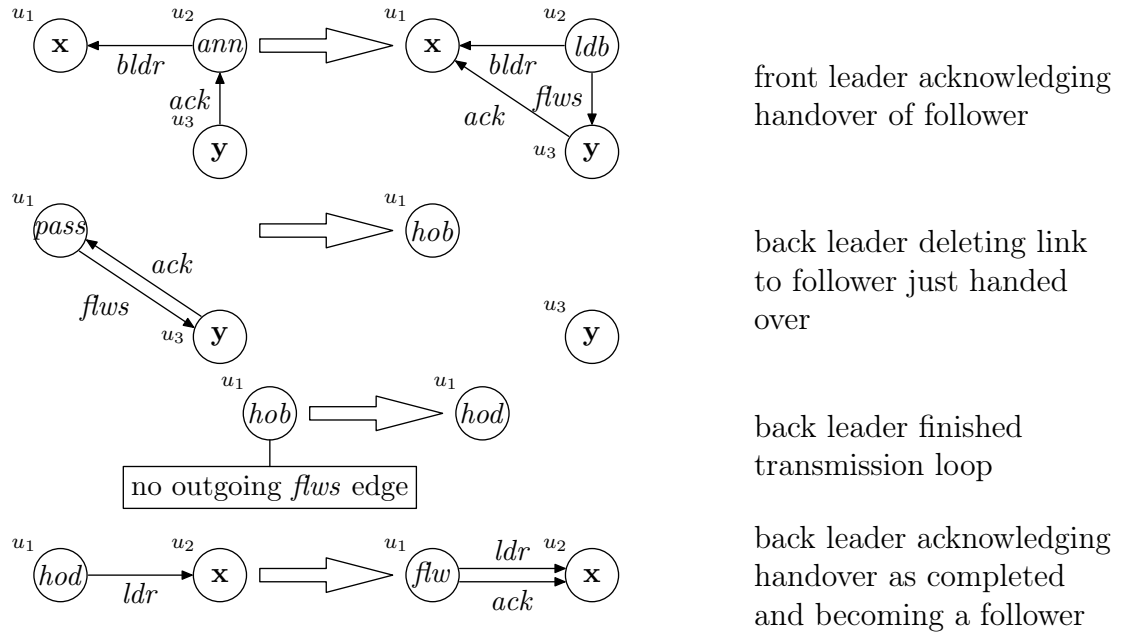 u1 u2 u1 u2
x ann x ldb
bldr bldr
ack flws
u3 ack
y u3 y
front leader acknowledging
handover of follower
u1 u1
pass hob
ack
flws
u3 y u3 y
back leader deleting link
to follower just handed
over
u1 u1
hob hod
no outgoing flws edge
back leader finished
transmission loop
u1 u2 u1 u2
ldr
hod x flw x
ldr ack
back leader acknowledging
handover as completed
and becoming a follower